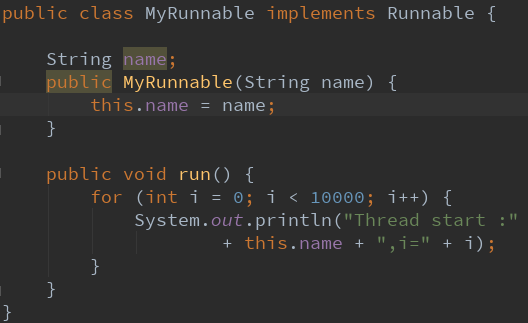 public class MyRunnable implements Runnable {
String name;
public MyRunnable(String name) {
this.name = name;
}
public void run() {
for (int i = 0; i < 10000; i++) {
System.out.println("Thread start :"
+ this.name + ",i=" + i);
}
}
}